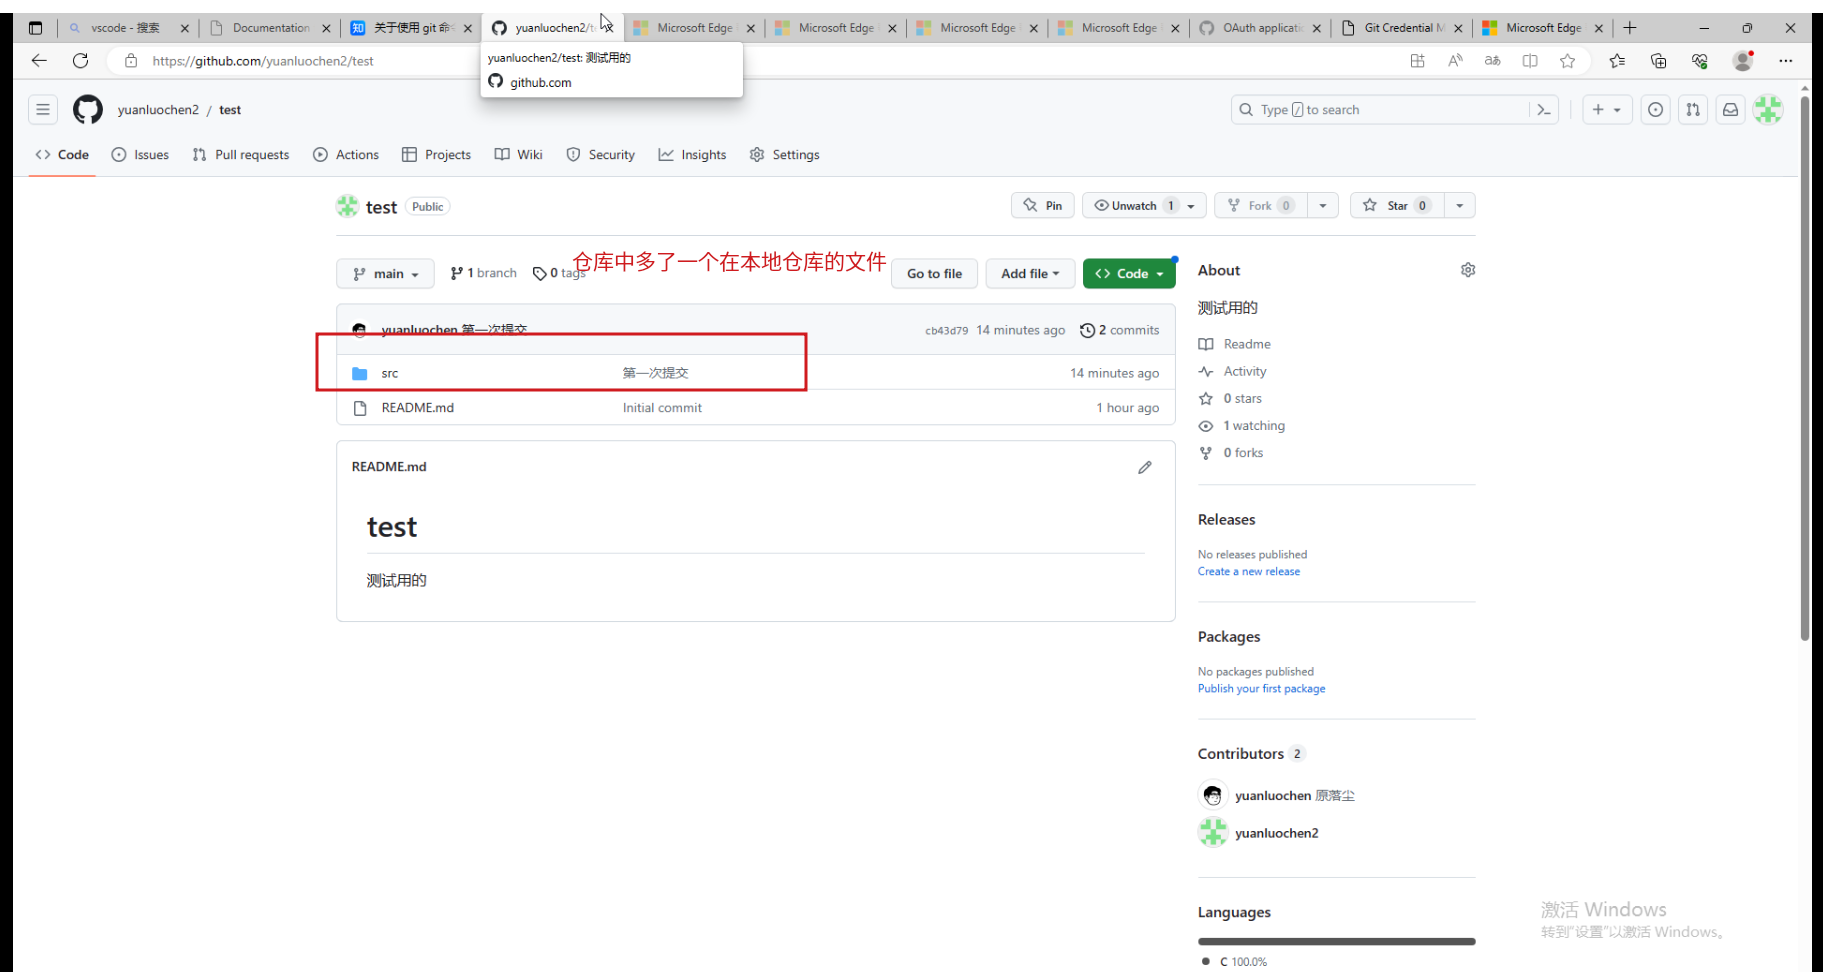 vscode - 搜索
Documentation
关于使用 git 命令
yuanluochen2/t
Microsoft Edge
Microsoft Edge
Microsoft Edge
Microsoft Edge
OAuth applicati
Git Credential M
Microsoft Edge
https://github.com/yuanluochen2/test
yuanluochen2/test: 测试用的
github.com
yuanluochen2 / test
Type / to search
Code
Issues
Pull requests
Actions
Projects
Wiki
Security
Insights
Settings
test Public
Pin
Unwatch 1
Fork 0
Star 0
仓库中多了一个在本地仓库的文件
main
1 branch
0 tags
Go to file
Add file
Code
yuanluochen 第一次提交
cb43d79 14 minutes ago 2 commits
src 第一次提交 14 minutes ago
README.md Initial commit 1 hour ago
README.md
test
测试用的
About
测试用的
Readme
Activity
0 stars
1 watching
0 forks
Releases
No releases published
Create a new release
Packages
No packages published
Publish your first package
Contributors 2
yuanluochen 原落尘
yuanluochen2
Languages
C 100.0%
激活 Windows
转到"设置"以激活 Windows。